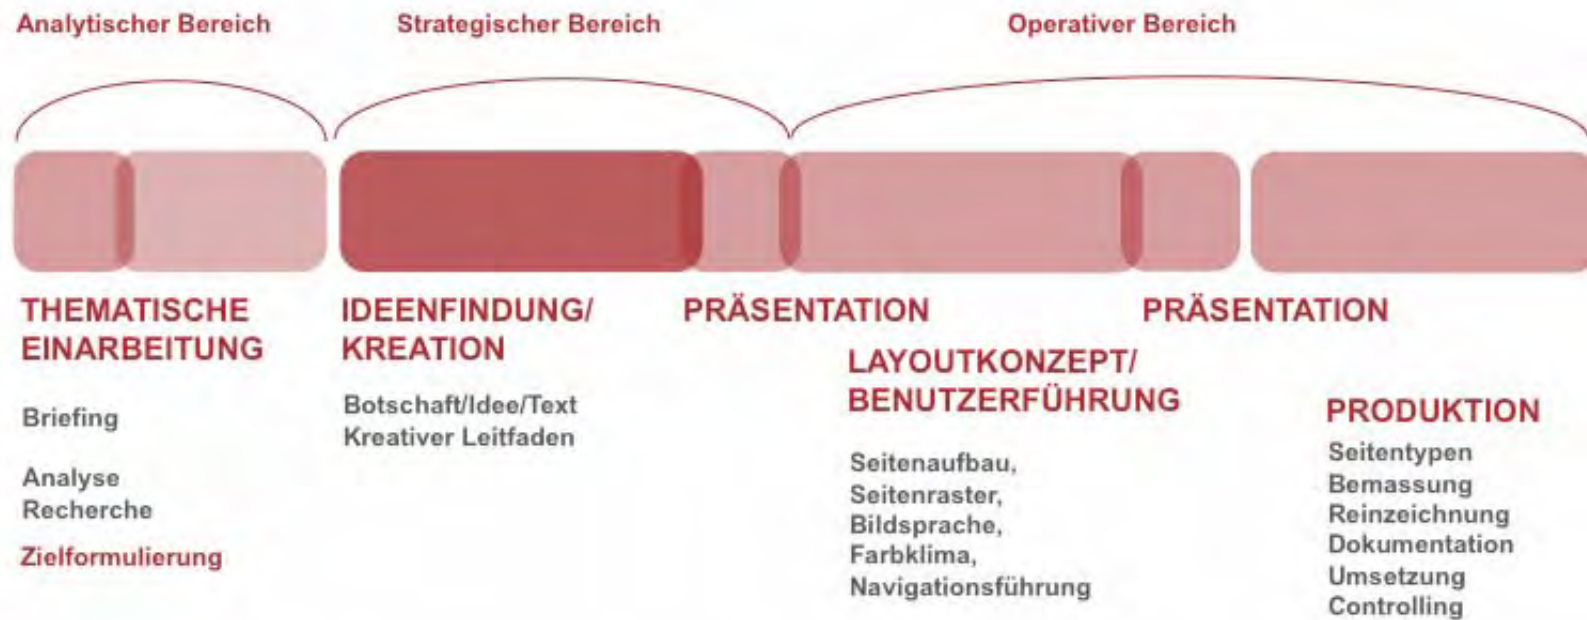 Analytischer Bereich
Strategischer Bereich
Operativer Bereich
THEMATISCHE
EINARBEITUNG
Briefing
Analyse
Recherche
Zielformulierung
IDEENFINDUNG/
KREATION
Botschaft/Idee/Text
Kreativer Leitfaden
PRÄSENTATION
LAYOUTKONZEPT/
BENUTZERFÜHRUNG
Seitenaufbau,
Seitenraster,
Bildsprache,
Farbklima,
Navigationsführung
PRÄSENTATION
PRODUKTION
Seitentypen
Bemassung
Reinzeichnung
Dokumentation
Umsetzung
Controlling